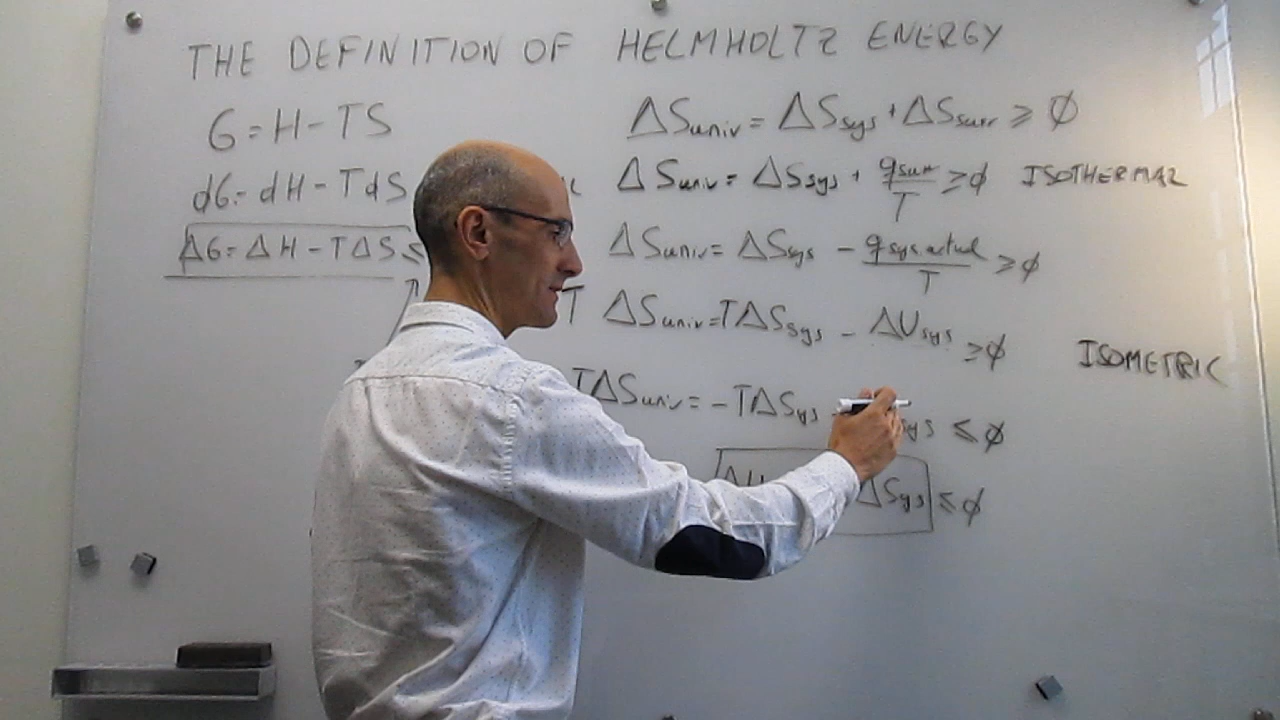 THE DEFINITION OF HELMHOLTZ ENERGY
G = H - TS
dG = dH - TdS
ΔG = ΔH - TΔS ≤
ΔSuniv = ΔSsys + ΔSsurr ≥ ∅
ΔSuniv = ΔSsys + qsurr/T ≥ ∅ ISOTHERMAL
ΔSuniv = ΔSsys - qsys,actual/T ≥ ∅
T ΔSuniv = TΔSsys - ΔUsys ≥ ∅ ISOMETRIC
TΔSuniv = -TΔSsys sys ≤ ∅
ΔSsys ≤ ∅